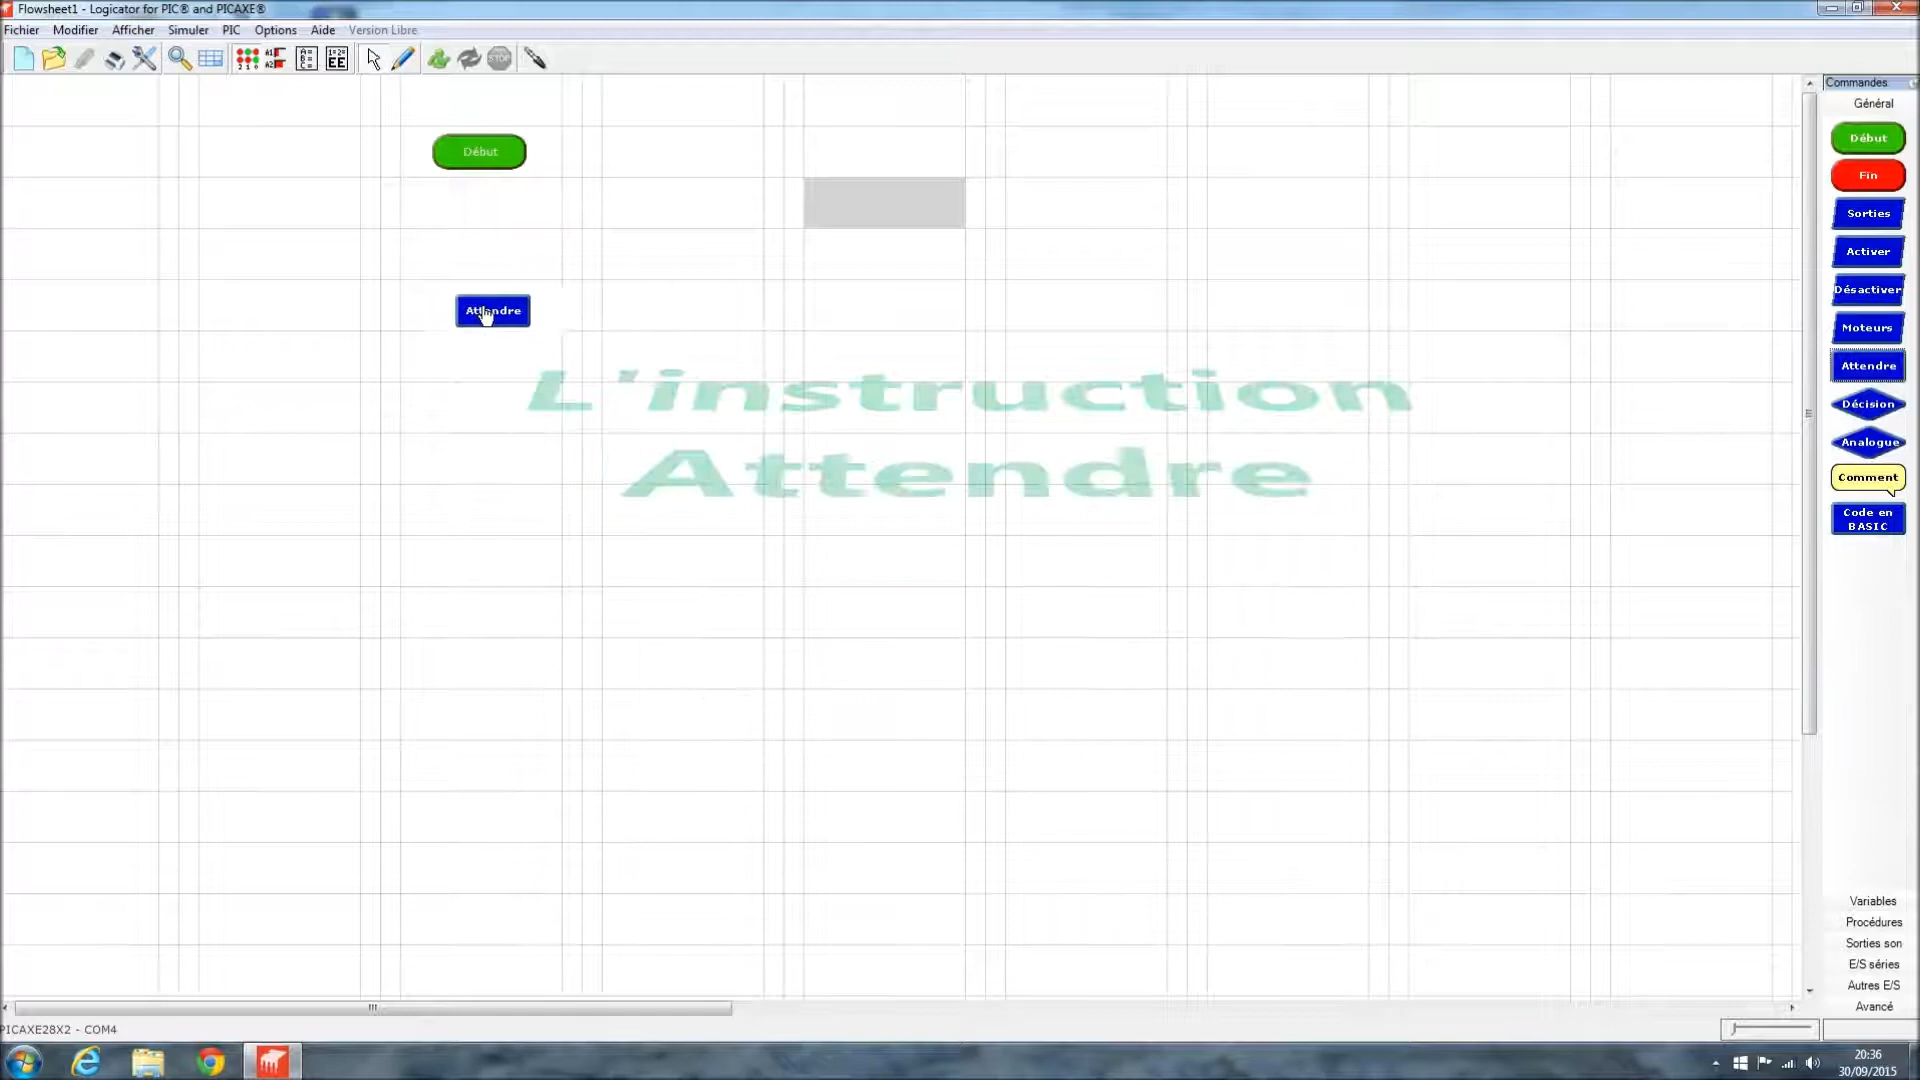 Flowsheet1 - Logicator for PIC® and PICAXE®
Fichier Modifier Afficher Simuler PIC Options Aide Version Libre
Commandes
Général
Début
Fin
Sorties
Activer
Désactiver
Moteurs
Attendre
Décision
Analogue
Comment
Code en
BASIC
Début
Attendre
L'instruction
Attendre
Variables
Procédures
Sorties son
E/S séries
Autres E/S
Avancé
PICAXE28X2 - COM4
20:36
30/09/2015